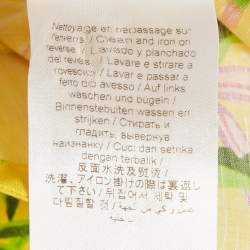 Nettoyage et repassage sur
l'envers / Clean and iron on
reverse / Lavado y planchado
del revés / Lavare e stirare a
rovescio / Lavar e passar a
ferro do avesso / Auf links
waschen und bügeln /
Binnenstebuiten wassen en
strijken / Стирать и
гладить, вывернув
наизнанку / Cuci dan setrika
dengan terbalik /
反面水洗及熨烫 /
洗濯、アイロン掛けの際は裏返し
て下さい / 뒤집어서 세탁 및
다림질할 것 /